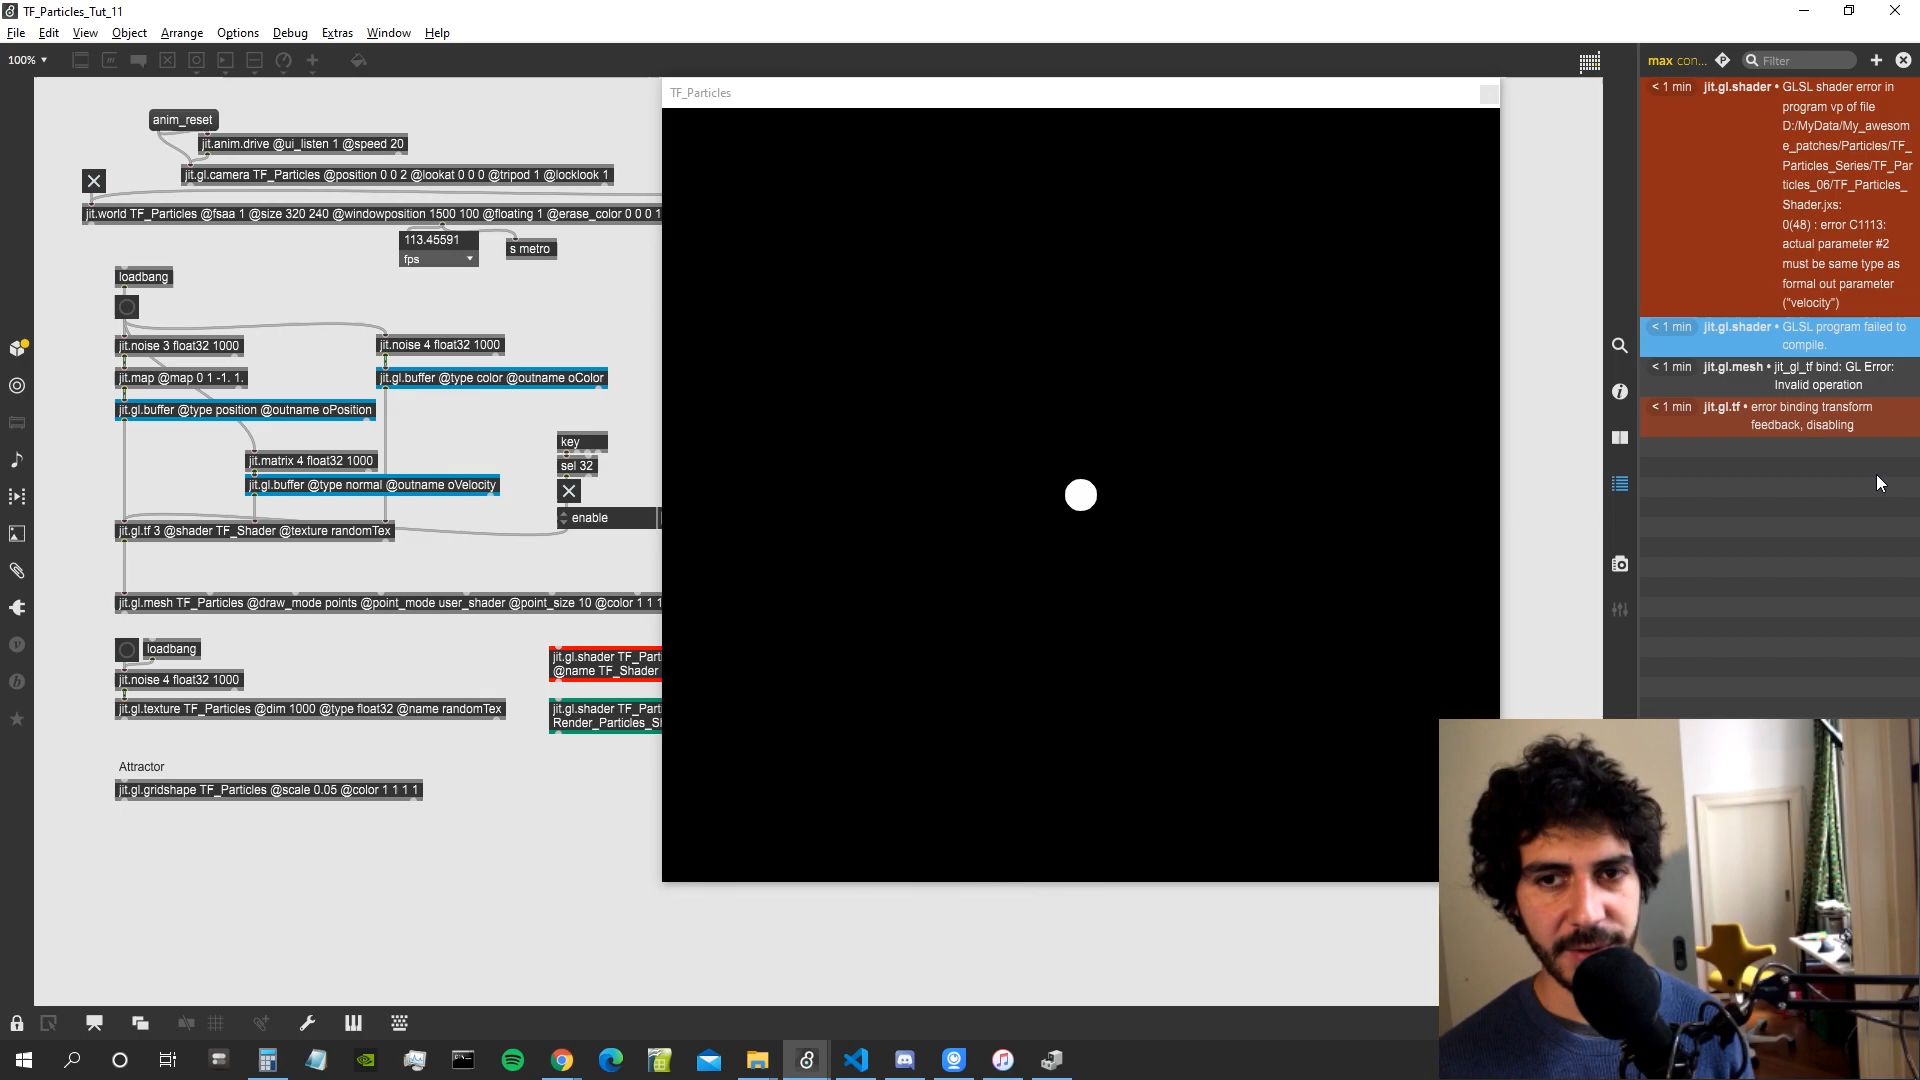 TF_Particles_Tut_11
File Edit View Object Arrange Options Debug Extras Window Help
100%
max con... Filter
TF_Particles
anim_reset
jit.anim.drive @ui_listen 1 @speed 20
jit.gl.camera TF_Particles @position 0 0 2 @lookat 0 0 0 @tripod 1 @locklook 1
jit.world TF_Particles @fsaa 1 @size 320 240 @windowposition 1500 100 @floating 1 @erase_color 0 0 0 1
113.45591
fps
s metro
loadbang
jit.noise 3 float32 1000
jit.noise 4 float32 1000
jit.map @map 0 1 -1. 1.
jit.gl.buffer @type color @outname oColor
jit.gl.buffer @type position @outname oPosition
key
jit.matrix 4 float32 1000
sel 32
jit.gl.buffer @type normal @outname oVelocity
enable
jit.gl.tf 3 @shader TF_Shader @texture randomTex
jit.gl.mesh TF_Particles @draw_mode points @point_mode user_shader @point_size 10 @color 1 1 1
loadbang
jit.noise 4 float32 1000
jit.gl.texture TF_Particles @dim 1000 @type float32 @name randomTex
jit.gl.shader TF_Parti
@name TF_Shader
jit.gl.shader TF_Parti
Render_Particles_Sh
Attractor
jit.gl.gridshape TF_Particles @scale 0.05 @color 1 1 1 1
< 1 min jit.gl.shader • GLSL shader error in
program vp of file
D:/MyData/My_awesom
e_patches/Particles/TF_
Particles_Series/TF_Par
ticles_06/TF_Particles_
Shader.jxs:
0(48) : error C1113:
actual parameter #2
must be same type as
formal out parameter
("velocity")
< 1 min jit.gl.shader • GLSL program failed to
compile.
< 1 min jit.gl.mesh • jit_gl_tf bind: GL Error:
Invalid operation
< 1 min jit.gl.tf • error binding transform
feedback, disabling